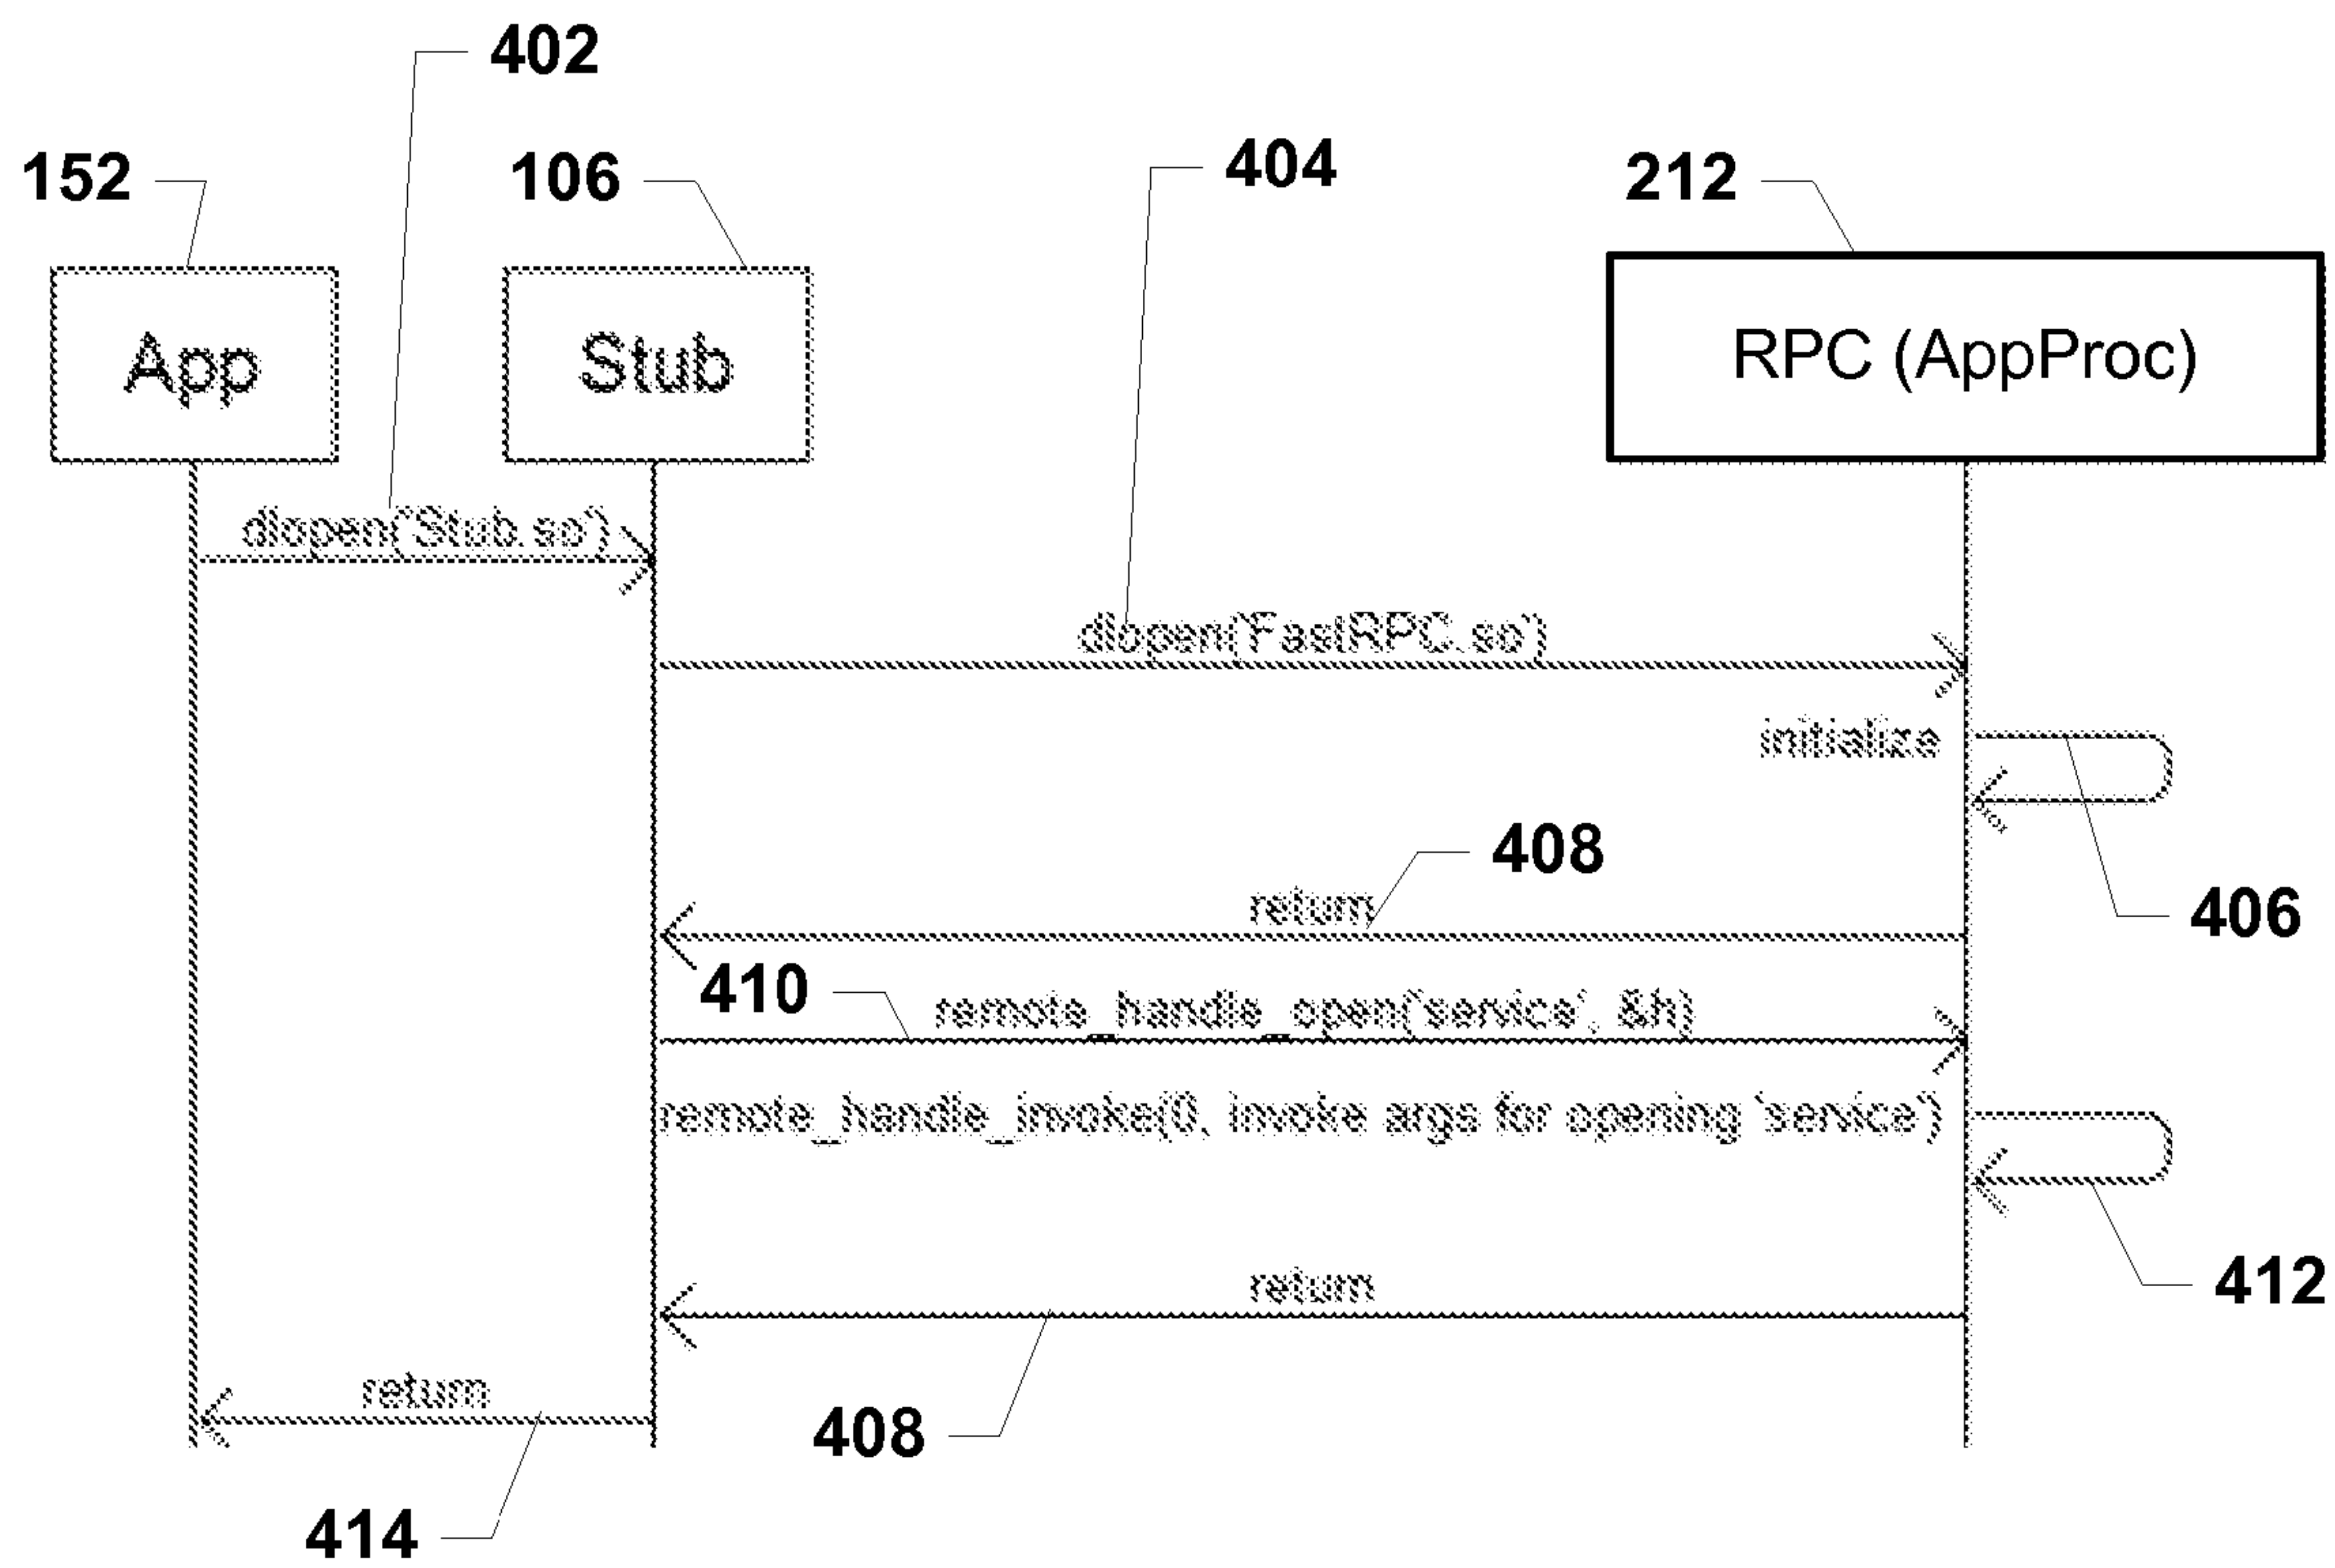 402
404
152
106
212
App
Stub
RPC (AppProc)
dlopen('Stub.so')
dlopen('FastRPC.so')
initialize
408
return
406
410
remote_handle_open('service', &h)
remote_handle_invoke(0, invoke args for opening 'service')
412
return
return
408
414